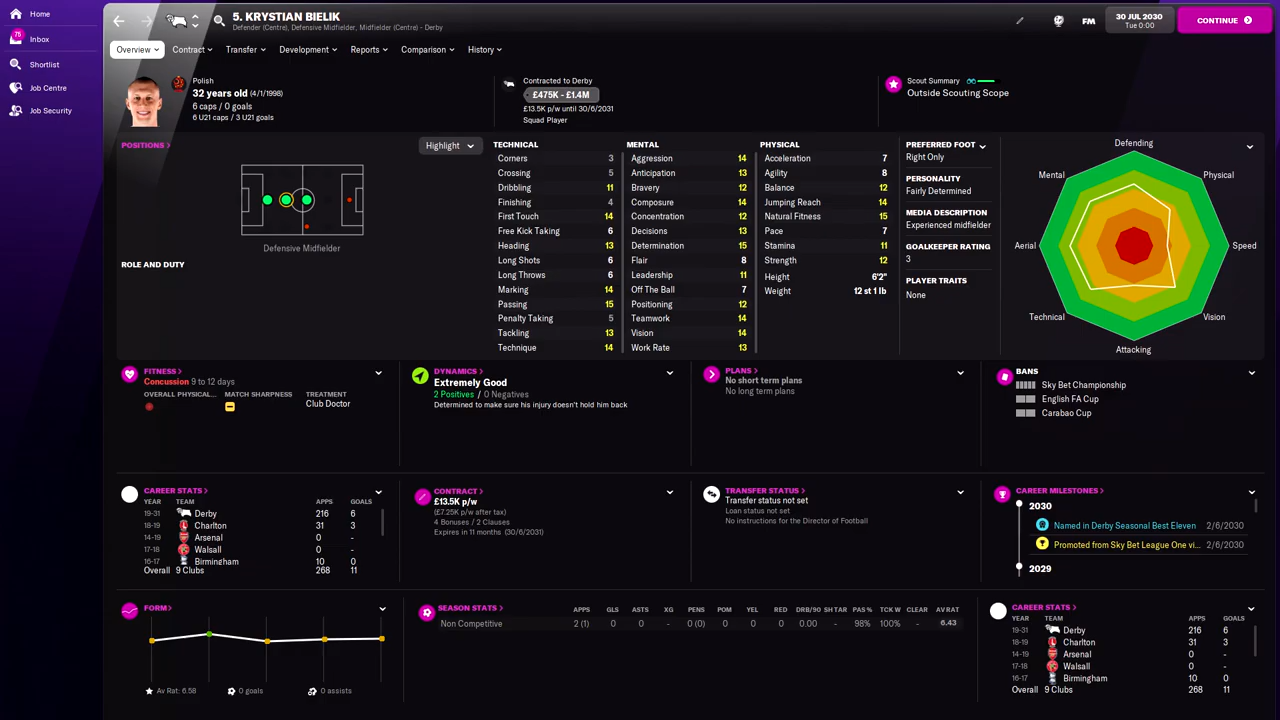 Home
75
Inbox
Shortlist
Job Centre
Job Security
5. KRYSTIAN BIELIK
Defender (Centre), Defensive Midfielder, Midfielder (Centre) - Derby
FM
30 JUL 2030
Tue 0:00
CONTINUE
Overview
Contract
Transfer
Development
Reports
Comparison
History
Polish
32 years old (4/1/1998)
6 caps / 0 goals
6 U21 caps / 3 U21 goals
Contracted to Derby
£475K - £1.4M
£13.5K p/w until 30/6/2031
Squad Player
Scout Summary
Outside Scouting Scope
POSITIONS >
Highlight
Defensive Midfielder
ROLE AND DUTY
TECHNICAL
Corners 3
Crossing 5
Dribbling 11
Finishing 4
First Touch 14
Free Kick Taking 6
Heading 13
Long Shots 6
Long Throws 6
Marking 14
Passing 15
Penalty Taking 5
Tackling 13
Technique 14
MENTAL
Aggression 14
Anticipation 13
Bravery 12
Composure 14
Concentration 12
Decisions 13
Determination 15
Flair 8
Leadership 11
Off The Ball 7
Positioning 12
Teamwork 14
Vision 14
Work Rate 13
PHYSICAL
Acceleration 7
Agility 8
Balance 12
Jumping Reach 14
Natural Fitness 15
Pace 7
Stamina 11
Strength 12
Height 6'2"
Weight 12 st 1 lb
PREFERRED FOOT
Right Only
PERSONALITY
Fairly Determined
MEDIA DESCRIPTION
Experienced midfielder
GOALKEEPER RATING
3
PLAYER TRAITS
None
Defending
Mental
Physical
Aerial
Speed
Technical
Vision
Attacking
FITNESS >
Concussion 9 to 12 days
OVERALL PHYSICAL... MATCH SHARPNESS TREATMENT
Club Doctor
DYNAMICS >
Extremely Good
2 Positives / 0 Negatives
Determined to make sure his injury doesn't hold him back
PLANS >
No short term plans
No long term plans
BANS
Sky Bet Championship
English FA Cup
Carabao Cup
CAREER STATS >
YEAR TEAM APPS GOALS
19-31 Derby 216 6
18-19 Charlton 31 3
14-19 Arsenal 0 -
17-18 Walsall 0 -
16-17 Birmingham 10 0
Overall 9 Clubs 268 11
CONTRACT >
£13.5K p/w
(£7.25K p/w after tax)
4 Bonuses / 2 Clauses
Expires in 11 months (30/6/2031)
TRANSFER STATUS >
Transfer status not set
Loan status not set
No instructions for the Director of Football
CAREER MILESTONES >
2030
Named in Derby Seasonal Best Eleven 2/6/2030
Promoted from Sky Bet League One vi... 2/6/2030
2029
FORM >
Av Rat: 6.58
0 goals
0 assists
SEASON STATS >
APPS GLS ASTS XG PENS POM YEL RED DRB/90 SH TAR PAS % TCK W CLEAR AV RAT
Non Competitive 2 (1) 0 0 - 0 (0) 0 0 0 0.00 - 98% 100% - 6.43
CAREER STATS >
YEAR TEAM APPS GOALS
19-31 Derby 216 6
18-19 Charlton 31 3
14-19 Arsenal 0 -
17-18 Walsall 0 -
16-17 Birmingham 10 0
Overall 9 Clubs 268 11